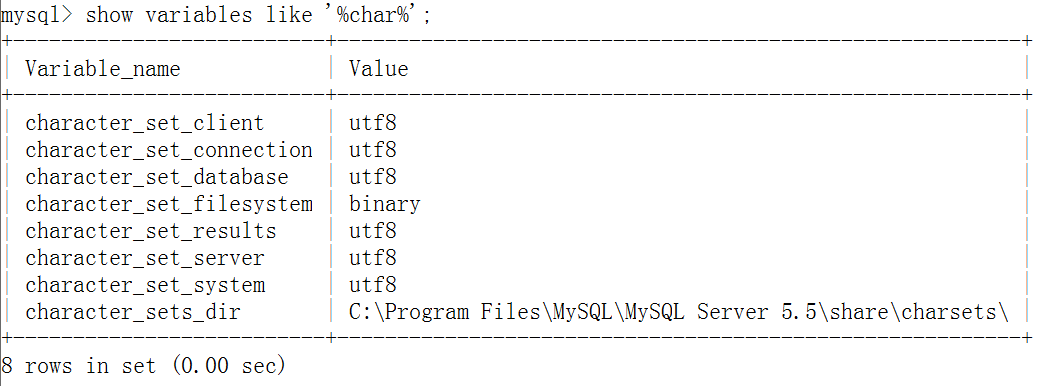 mysql> show variables like '%char%';
+--------------------------+---------------------------------------------------------+
| Variable_name            | Value                                                   |
+--------------------------+---------------------------------------------------------+
| character_set_client     | utf8                                                    |
| character_set_connection | utf8                                                    |
| character_set_database   | utf8                                                    |
| character_set_filesystem | binary                                                  |
| character_set_results    | utf8                                                    |
| character_set_server     | utf8                                                    |
| character_set_system     | utf8                                                    |
| character_sets_dir       | C:\Program Files\MySQL\MySQL Server 5.5\share\charsets\ |
+--------------------------+---------------------------------------------------------+
8 rows in set (0.00 sec)